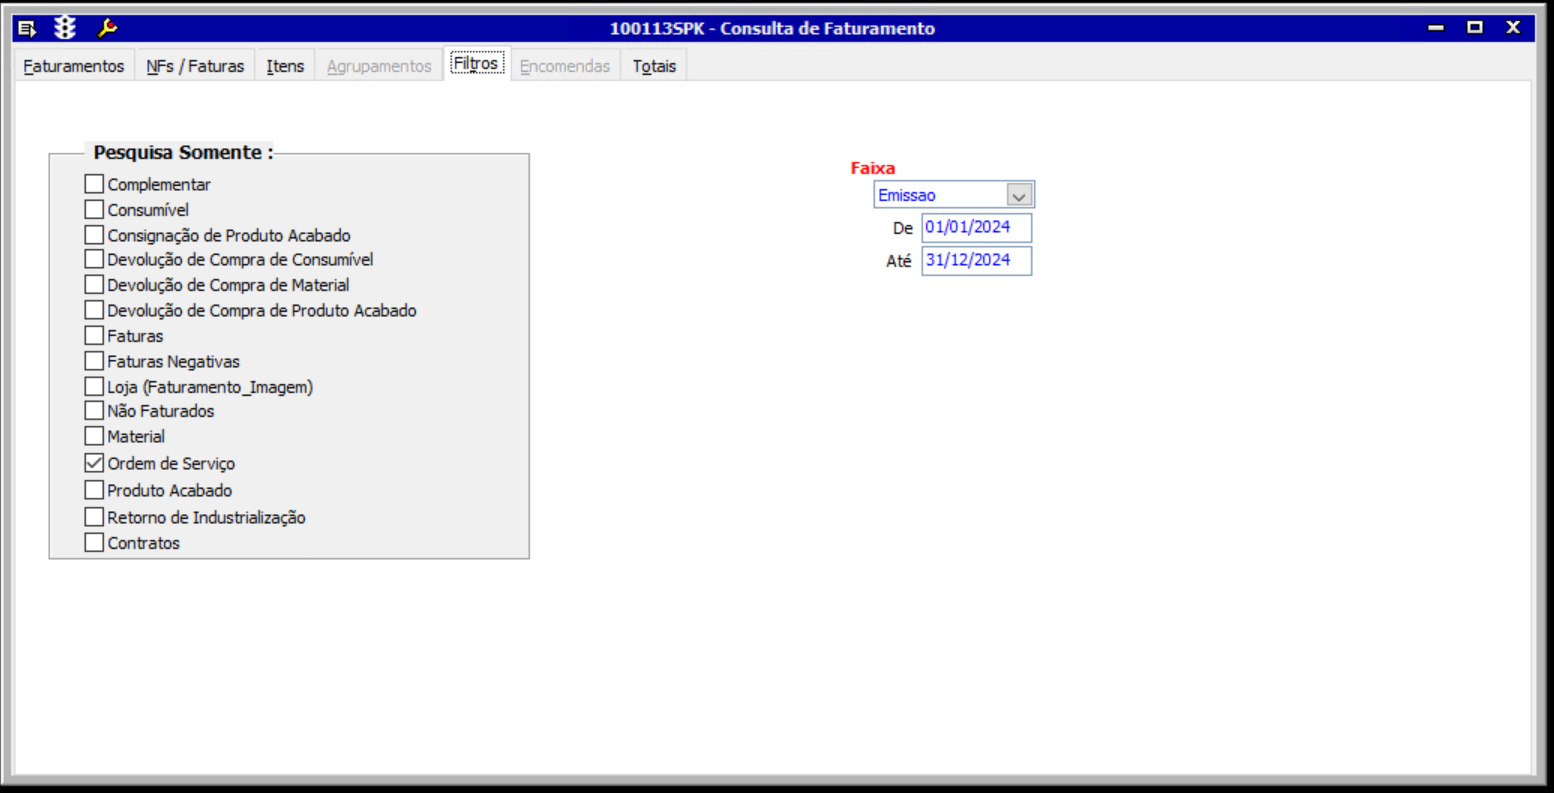 100113SPK - Consulta de Faturamento
Faturamentos NFs / Faturas Itens Agrupamentos Filtros Encomendas Totais
Pesquisa Somente :
Complementar
Consumível
Consignação de Produto Acabado
Devolução de Compra de Consumível
Devolução de Compra de Material
Devolução de Compra de Produto Acabado
Faturas
Faturas Negativas
Loja (Faturamento_Imagem)
Não Faturados
Material
Ordem de Serviço
Produto Acabado
Retorno de Industrialização
Contratos
Faixa
Emissao
De 01/01/2024
Até 31/12/2024